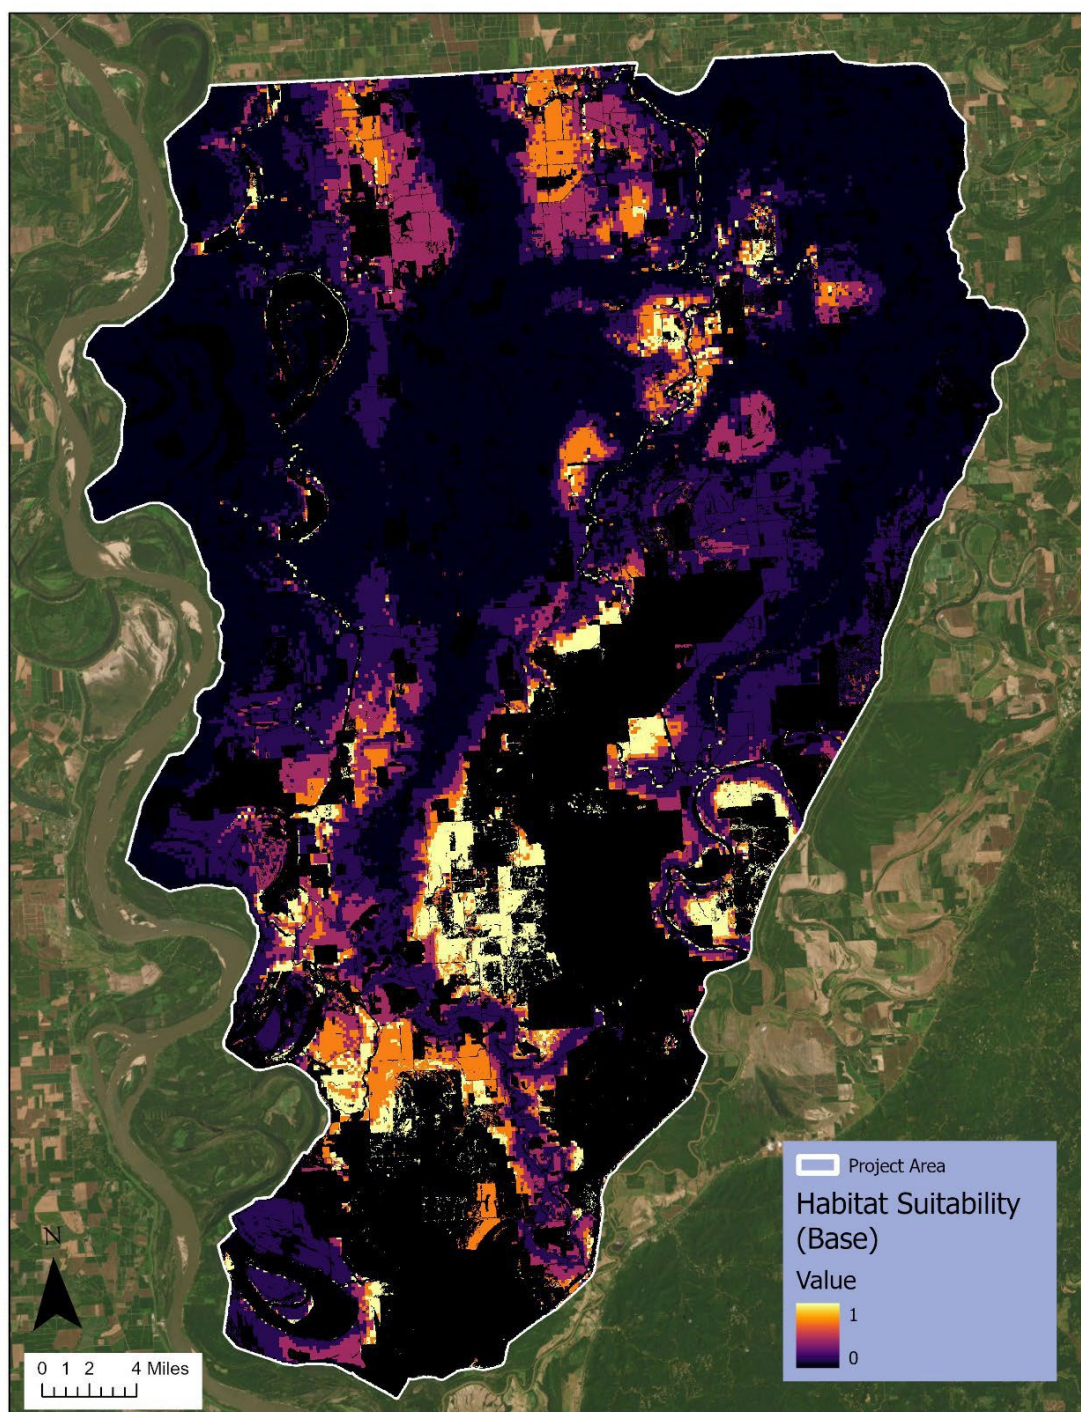 Project Area
Habitat Suitability
(Base)
Value
1
0
N
0 1 2 4 Miles